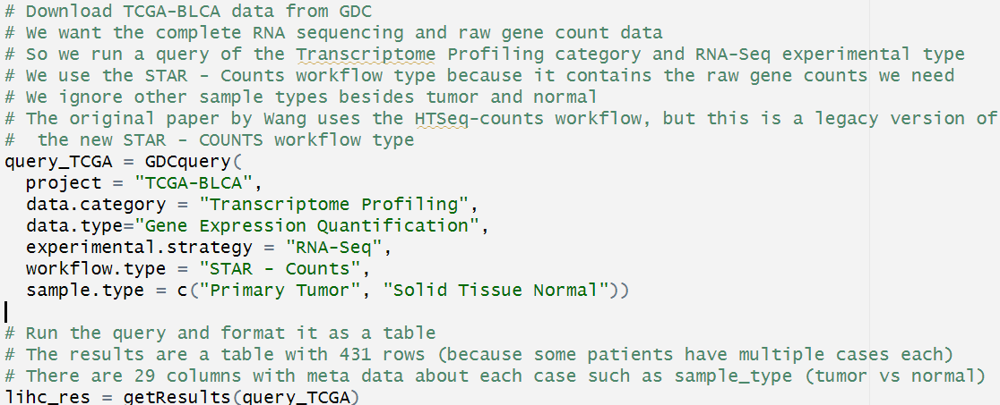 # Download TCGA-BLCA data from GDC
# We want the complete RNA sequencing and raw gene count data
# So we run a query of the Transcriptome Profiling category and RNA-Seq experimental type
# We use the STAR - Counts workflow type because it contains the raw gene counts we need
# We ignore other sample types besides tumor and normal
# The original paper by Wang uses the HTSeq-counts workflow, but this is a legacy version of
#  the new STAR - COUNTS workflow type
query_TCGA = GDCquery(
  project = "TCGA-BLCA",
  data.category = "Transcriptome Profiling",
  data.type="Gene Expression Quantification",
  experimental.strategy = "RNA-Seq",
  workflow.type = "STAR - Counts",
  sample.type = c("Primary Tumor", "Solid Tissue Normal"))
# Run the query and format it as a table
# The results are a table with 431 rows (because some patients have multiple cases each)
# There are 29 columns with meta data about each case such as sample_type (tumor vs normal)
lihc_res = getResults(query_TCGA)